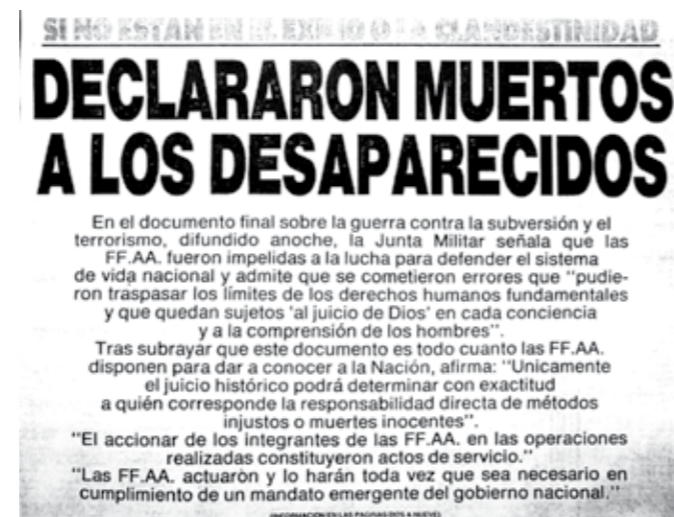 SI NO ESTAN EN EL EXILIO O LA CLANDESTINIDAD
DECLARARON MUERTOS
A LOS DESAPARECIDOS
En el documento final sobre la guerra contra la subversión y el
terrorismo, difundido anoche, la Junta Militar señala que las
FF.AA. fueron impelidas a la lucha para defender el sistema
de vida nacional y admite que se cometieron errores que "pudie-
ron traspasar los límites de los derechos humanos fundamentales
y que quedan sujetos 'al juicio de Dios' en cada conciencia
y a la comprensión de los hombres".
Tras subrayar que este documento es todo cuanto las FF.AA.
disponen para dar a conocer a la Nación, afirma: "Unicamente
el juicio histórico podrá determinar con exactitud
a quién corresponde la responsabilidad directa de métodos
injustos o muertes inocentes".
"El accionar de los integrantes de las FF.AA. en las operaciones
realizadas constituyeron actos de servicio."
"Las FF.AA. actuaròn y lo harán toda vez que sea necesario en
cumplimiento de un mandato emergente del gobierno nacional."
(INFORMACION EN LAS PAGINAS DOS A NUEVE)